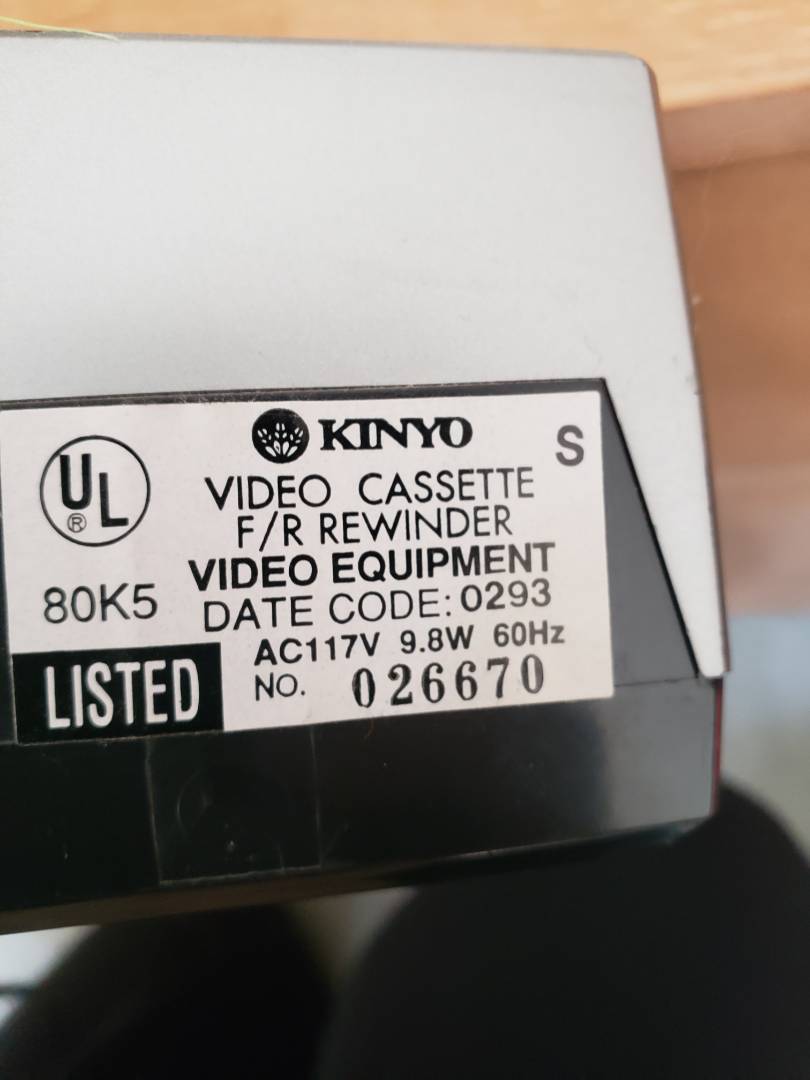 KINYO
S
UL
®
VIDEO CASSETTE
F/R REWINDER
VIDEO EQUIPMENT
80K5
DATE CODE: 0293
AC117V 9.8W 60Hz
LISTED
NO. 026670